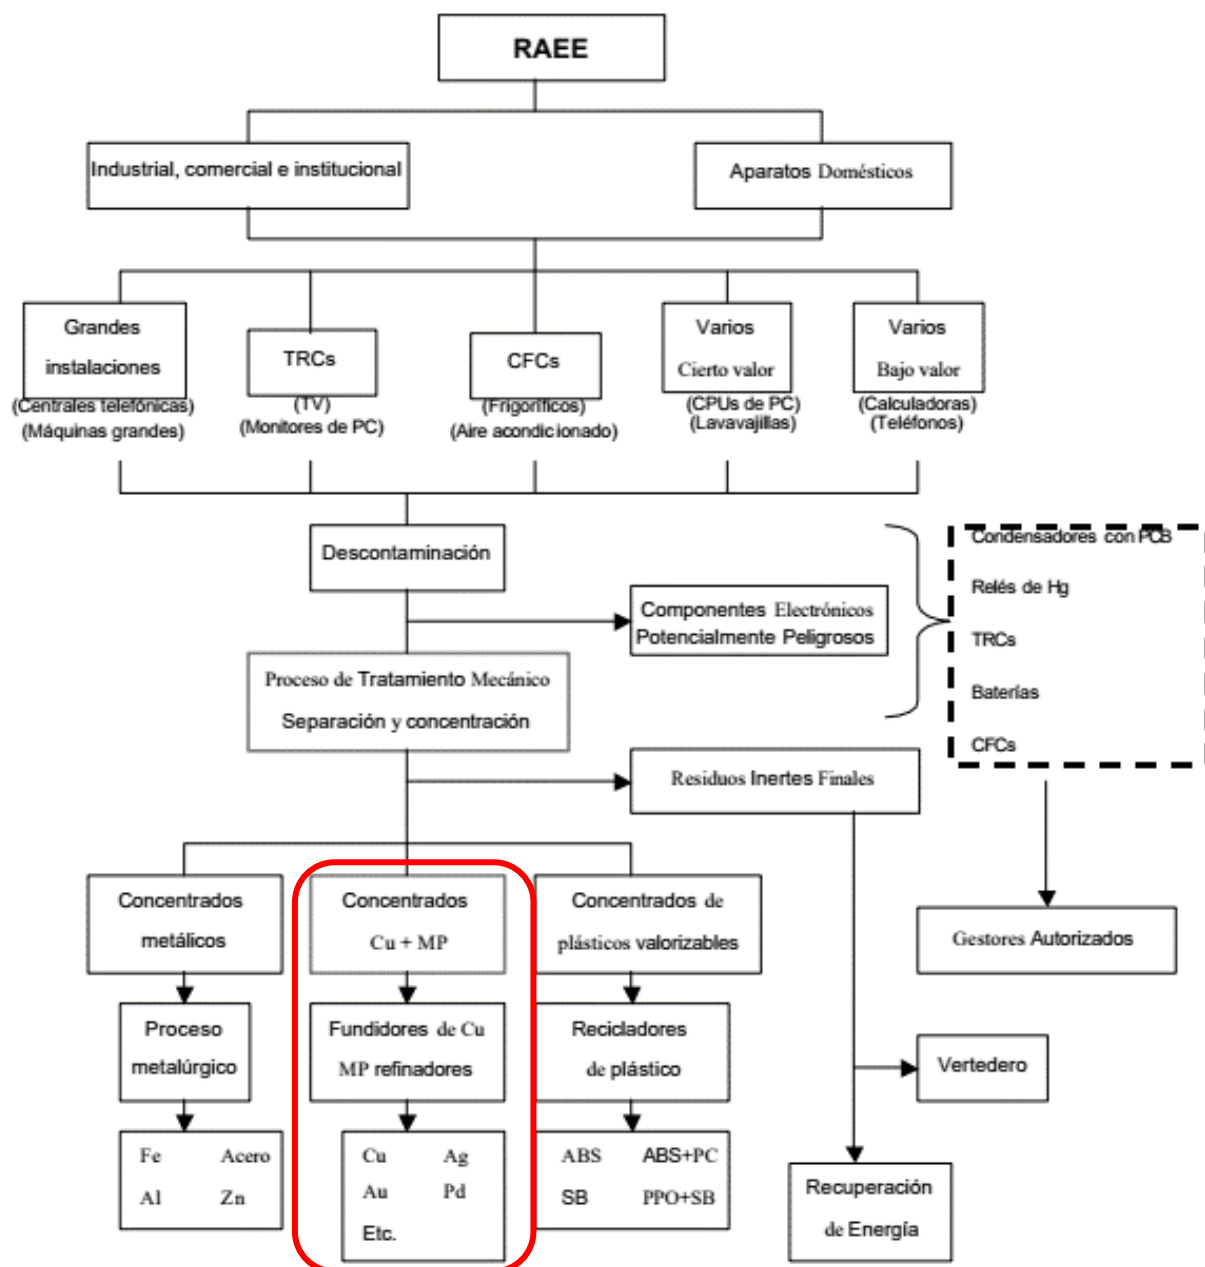 RAEE
Industrial, comercial e institucional
Aparatos Domésticos
Grandes
instalaciones
(Centrales telefónicas)
(Máquinas grandes)
TRCs
(TV)
(Monitores de PC)
CFCs
(Frigoríficos)
(Aire acondicionado)
Varios
Cierto valor
(CPUs de PC)
(Lavavajillas)
Varios
Bajo valor
(Calculadoras)
(Teléfonos)
Descontaminación
Componentes Electrónicos
Potencialmente Peligrosos
Condensadores con PCB
Relés de Hg
TRCs
Baterías
CFCs
Proceso de Tratamiento Mecánico
Separación y concentración
Residuos Inertes Finales
Concentrados
metálicos
Concentrados
Cu + MP
Concentrados de
plásticos valorizables
Gestores Autorizados
Proceso
metalúrgico
Fundidores de Cu
MP refinadores
Recicladores
de plástico
Vertedero
Fe Acero
Al Zn
Cu Ag
Au Pd
Etc.
ABS ABS+PC
SB PPO+SB
Recuperación
de Energía